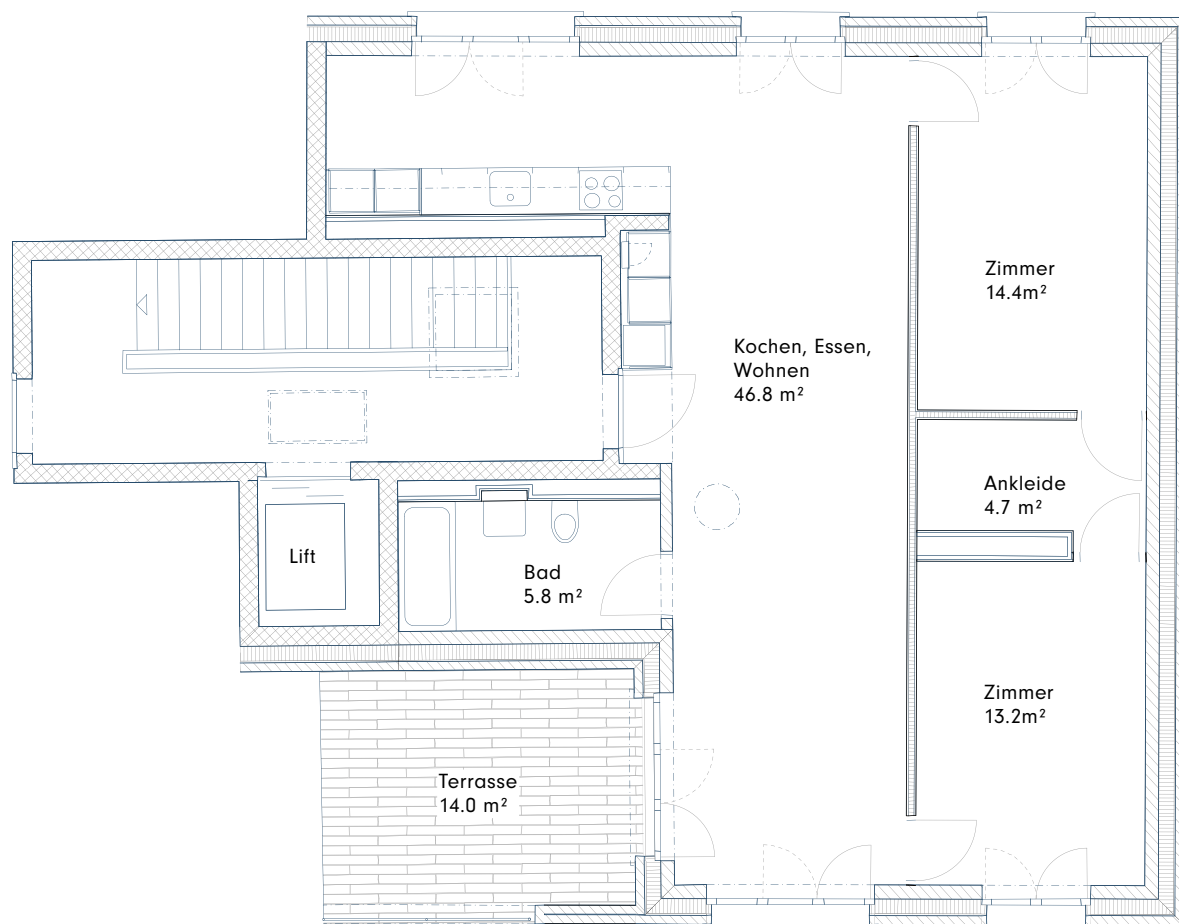 Zimmer
14.4m²
Kochen, Essen,
Wohnen
46.8 m²
Ankleide
4.7 m²
Lift
Bad
5.8 m²
Zimmer
13.2m²
Terrasse
14.0 m²